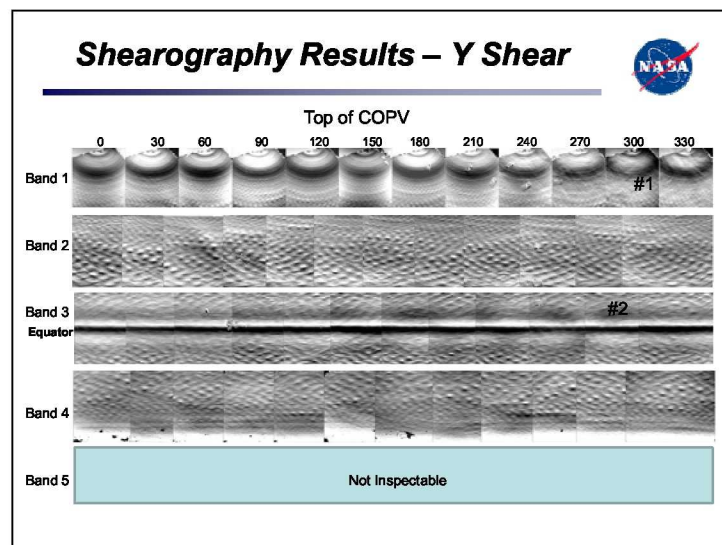 Shearography Results – Y Shear
NASA
Top of COPV
0 30 60 90 120 150 180 210 240 270 300 330
Band 1
#1
Band 2
Band 3
#2
Equator
Band 4
Band 5
Not Inspectable